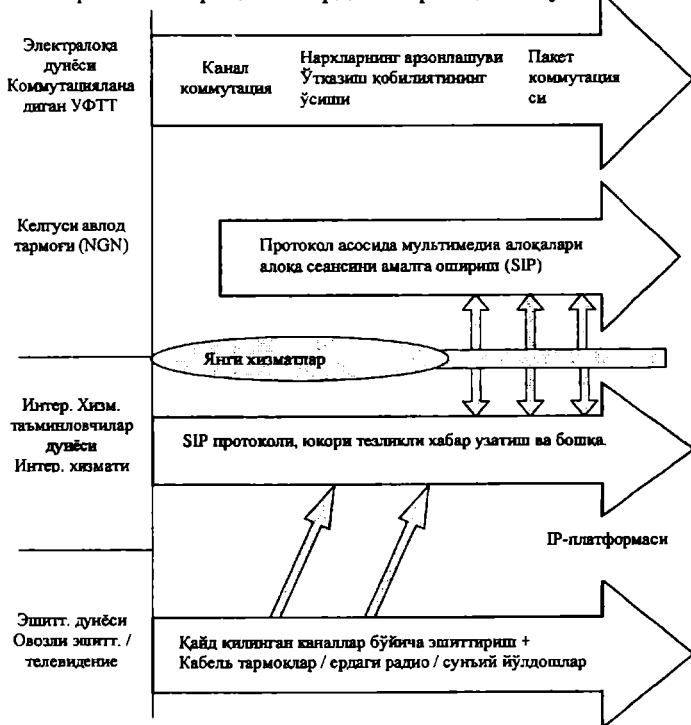 Электралоқа
дунёси
Коммутациялана
диган УФТТ
Канал
коммутация
Нархларнинг арзонлашуви
Ўтказиш қобилиятининг
ўсиши
Пакет
коммутация
си
Келгуси авлод
тармоғи (NGN)
Протокол асосида мультимедиа алоқалари
алоқа сеансини амалга ошириш (SIP)
Янги хизматлар
Интер. Хизм.
таъминловчилар
дунёси
Интер. хизмати
SIP протоколи, юкори тезликли хабар узатиш ва бошқа.
IP-платформаси
Эшитт. дунёси
Овозли эшитт. /
телевидение
Қайд қилинган каналлар бўйича эшиттириш +
Кабель тармоқлар / ердаги радио / сунъий йўлдошлар